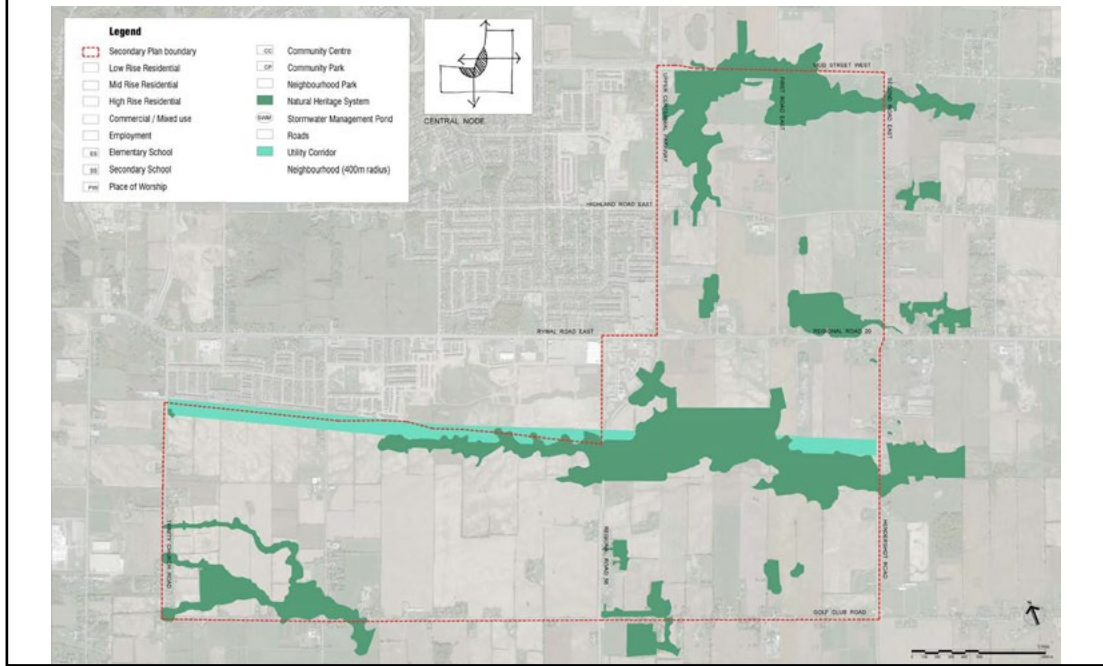 Legend
Secondary Plan boundary
Low Rise Residential
Mid Rise Residential
High Rise Residential
Commercial / Mixed use
Employment
ES Elementary School
SS Secondary School
PW Place of Worship
CC Community Centre
CP Community Park
Neighbourhood Park
Natural Heritage System
SWM Stormwater Management Pond
Roads
Utility Corridor
Neighbourhood (400m radius)
CENTRAL NODE
MUD STREET WEST
UPPER CENTENNIAL PARKWAY
FIRST ROAD EAST
SECOND ROAD EAST
HIGHLAND ROAD EAST
RYMAL ROAD EAST
REGIONAL ROAD 20
TRINITY CHURCH ROAD
REGIONAL ROAD 56
HENDERSHOT ROAD
GOLF CLUB ROAD